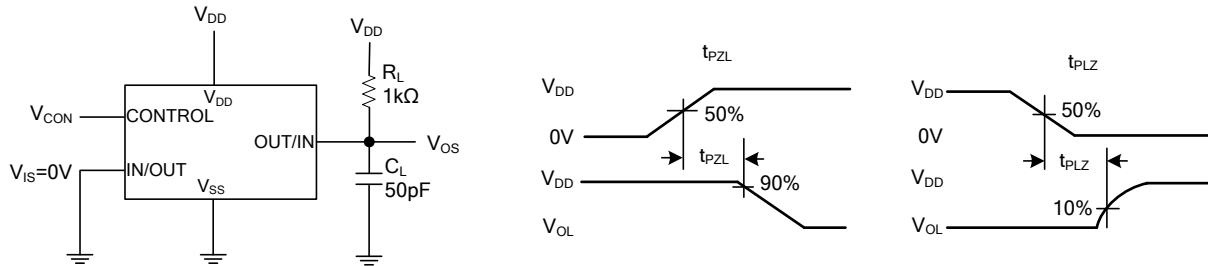 VDD
VDD
RL
1kΩ
VDD
VCON
CONTROL
OUT/IN
VOS
VIS=0V
IN/OUT
CL
50pF
VSS
tPZL
VDD
50%
0V
tPZL
VDD
90%
VOL
tPLZ
VDD
50%
0V
tPLZ
VDD
10%
VOL